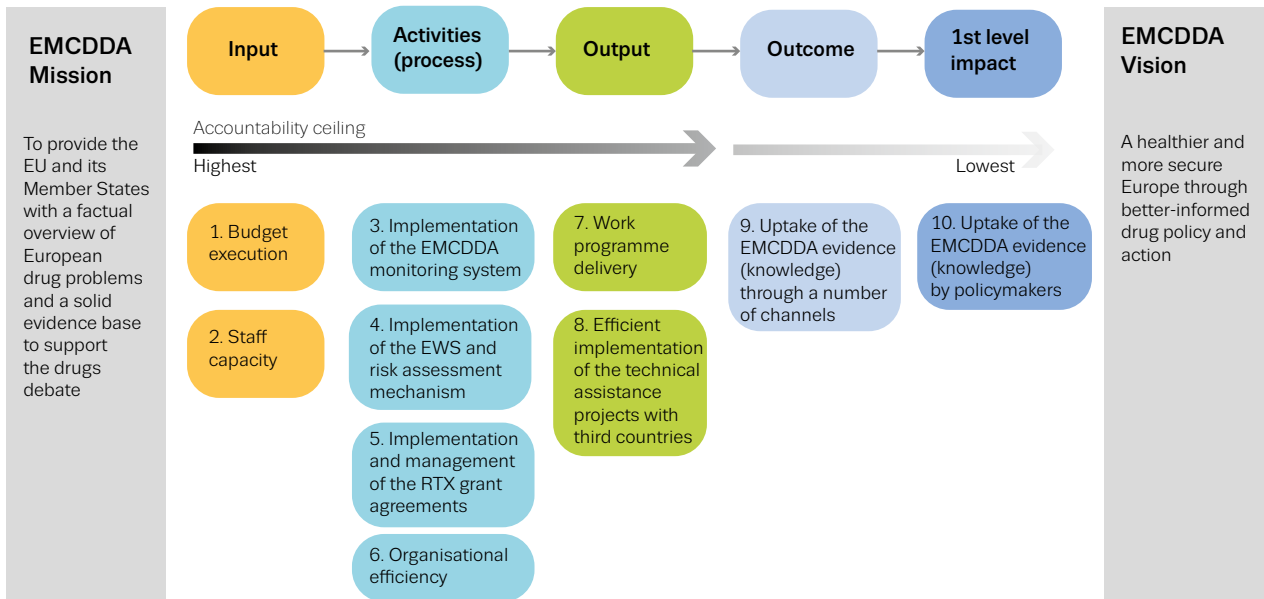 EMCDDA
Mission
To provide the
EU and its
Member States
with a factual
overview of
European
drug problems
and a solid
evidence base
to support
the drugs
debate
Input
Activities
(process)
Output
Outcome
1st level
impact
Accountability ceiling
Highest
Lowest
1. Budget
execution
2. Staff
capacity
3. Implementation
of the EMCDDA
monitoring system
4. Implementation
of the EWS and
risk assessment
mechanism
5. Implementation
and management
of the RTX grant
agreements
6. Organisational
efficiency
7. Work
programme
delivery
8. Efficient
implementation
of the technical
assistance
projects with
third countries
9. Uptake of the
EMCDDA evidence
(knowledge)
through a number
of channels
10. Uptake of the
EMCDDA evidence
(knowledge)
by policymakers
EMCDDA
Vision
A healthier and
more secure
Europe through
better-informed
drug policy and
action